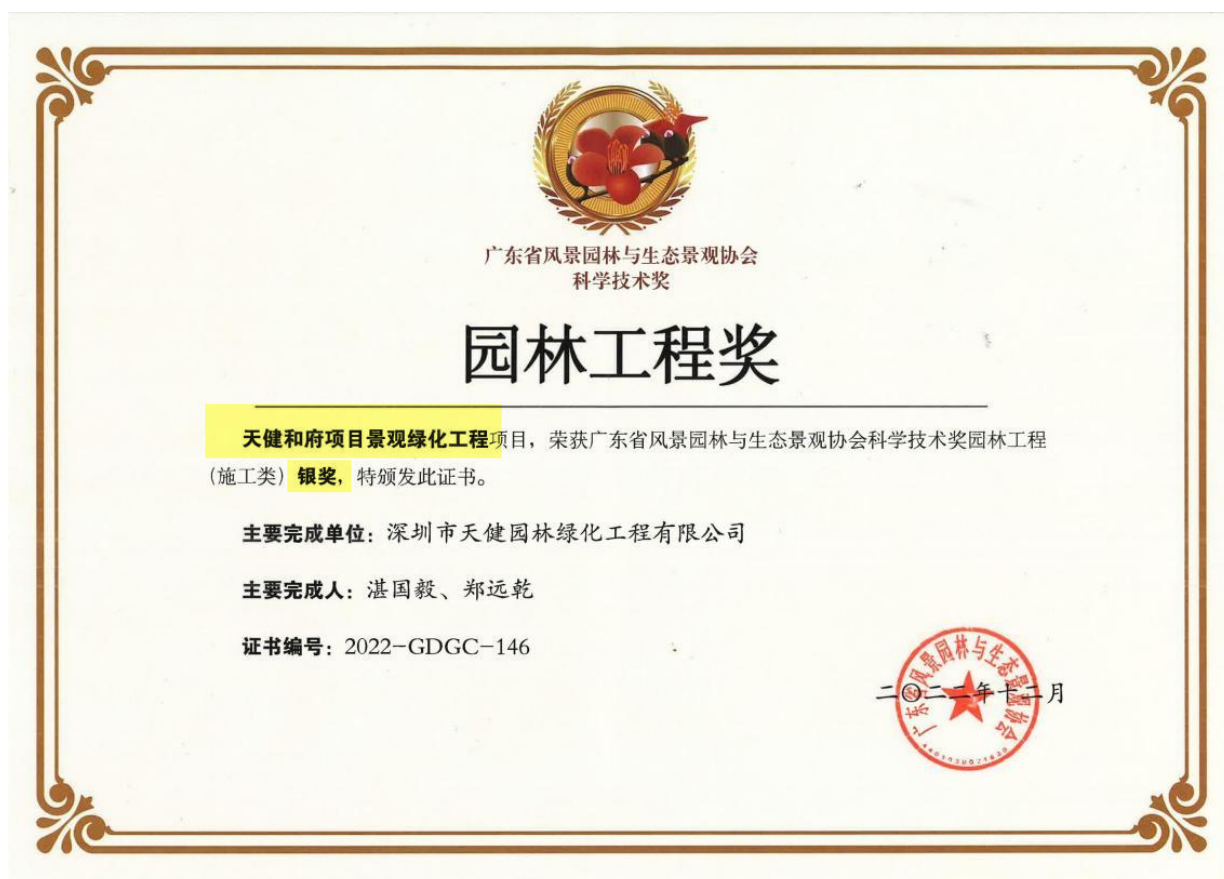 广东省风景园林与生态景观协会
科学技术奖
园林工程奖
天健和府项目景观绿化工程项目，荣获广东省风景园林与生态景观协会科学技术奖园林工程
(施工类) 银奖，特颁发此证书。
主要完成单位：深圳市天健园林绿化工程有限公司
主要完成人：湛国毅、郑远乾
证书编号：2022-GDGC-146
二〇二二年十二月
广东省风景园林与生态景观协会